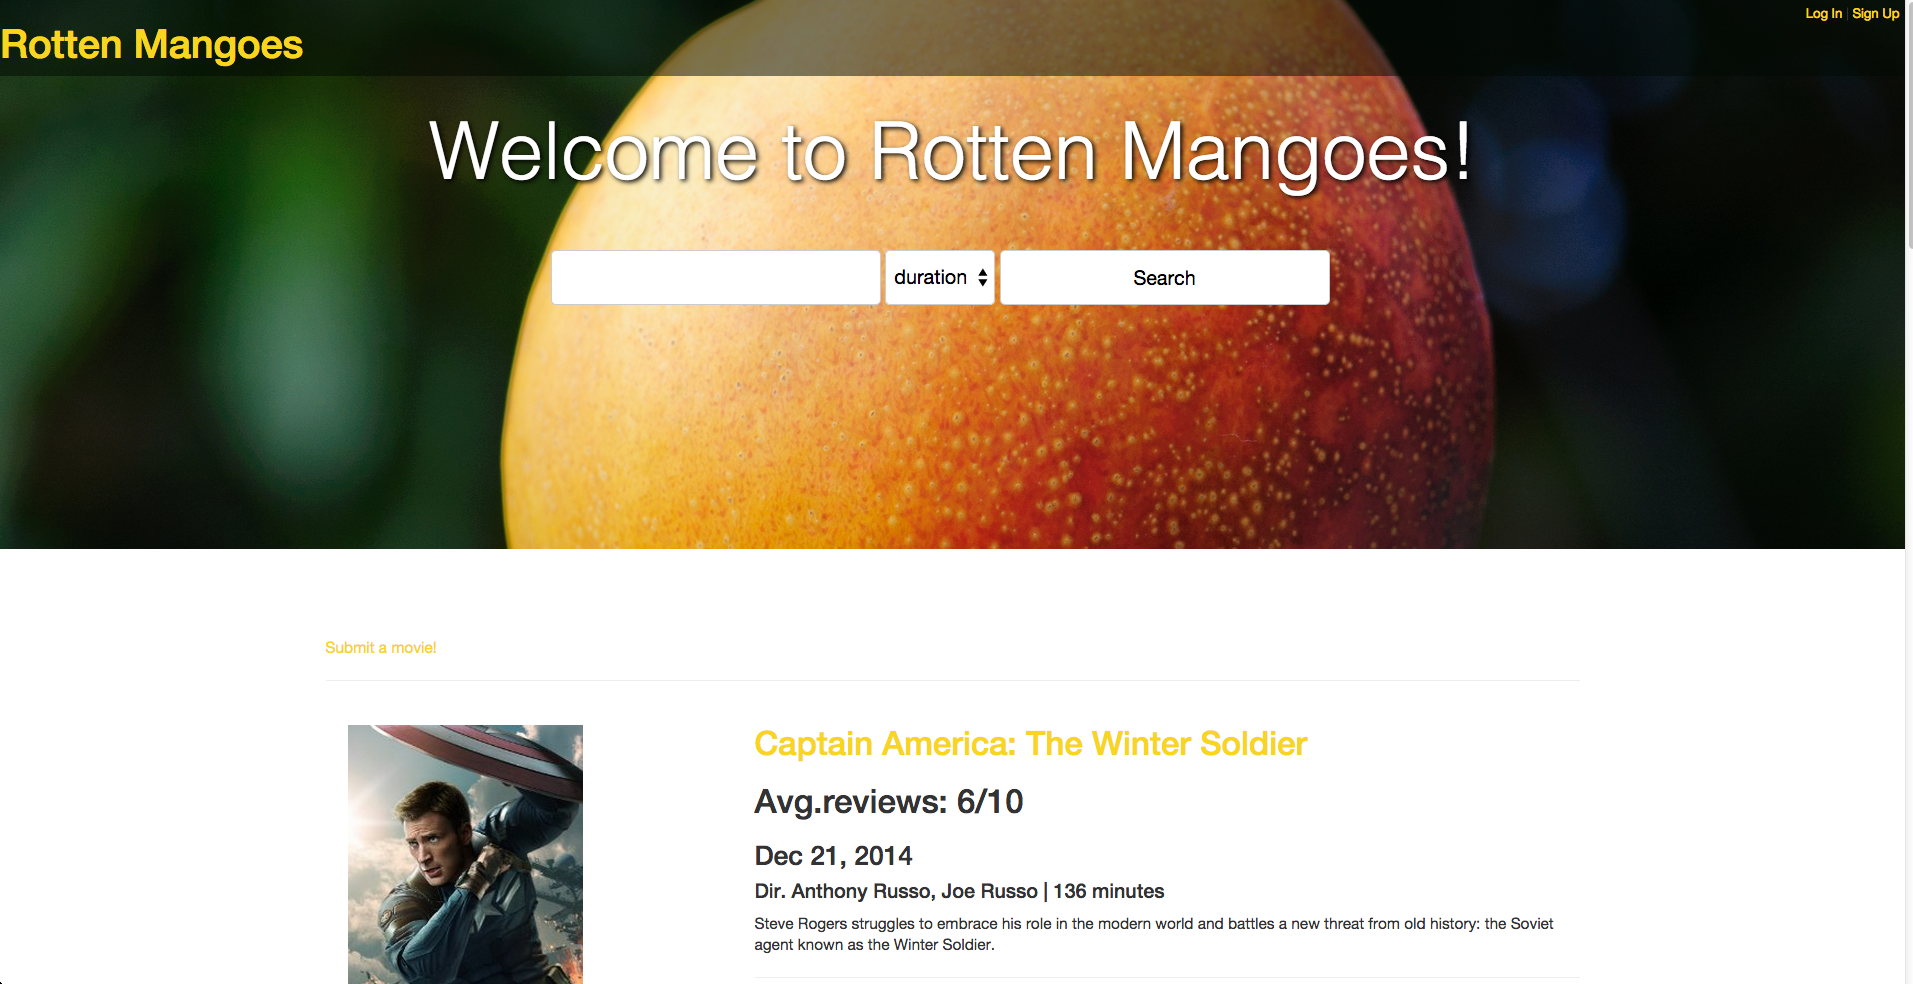 Log In | Sign Up
Rotten Mangoes
Welcome to Rotten Mangoes!
duration
Search
Submit a movie!
Captain America: The Winter Soldier
Avg.reviews: 6/10
Dec 21, 2014
Dir. Anthony Russo, Joe Russo | 136 minutes
Steve Rogers struggles to embrace his role in the modern world and battles a new threat from old history: the Soviet
agent known as the Winter Soldier.